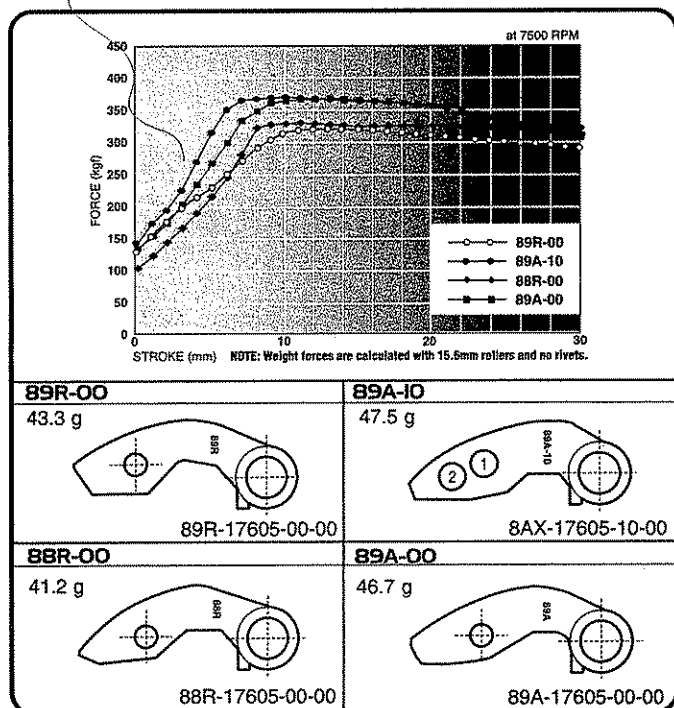 at 7500 RPM
450
400
350
300
250
200
150
100
50
0
FORCE (kgf)
0
10
20
30
89R-00
89A-10
88R-00
89A-00
STROKE (mm) NOTE: Weight forces are calculated with 15.6mm rollers and no rivets.
89R-00
43.3 g
89R
89R-17605-00-00
89A-10
47.5 g
89A-10
2 1
8AX-17605-10-00
88R-00
41.2 g
88R
88R-17605-00-00
89A-00
46.7 g
89A
89A-17605-00-00